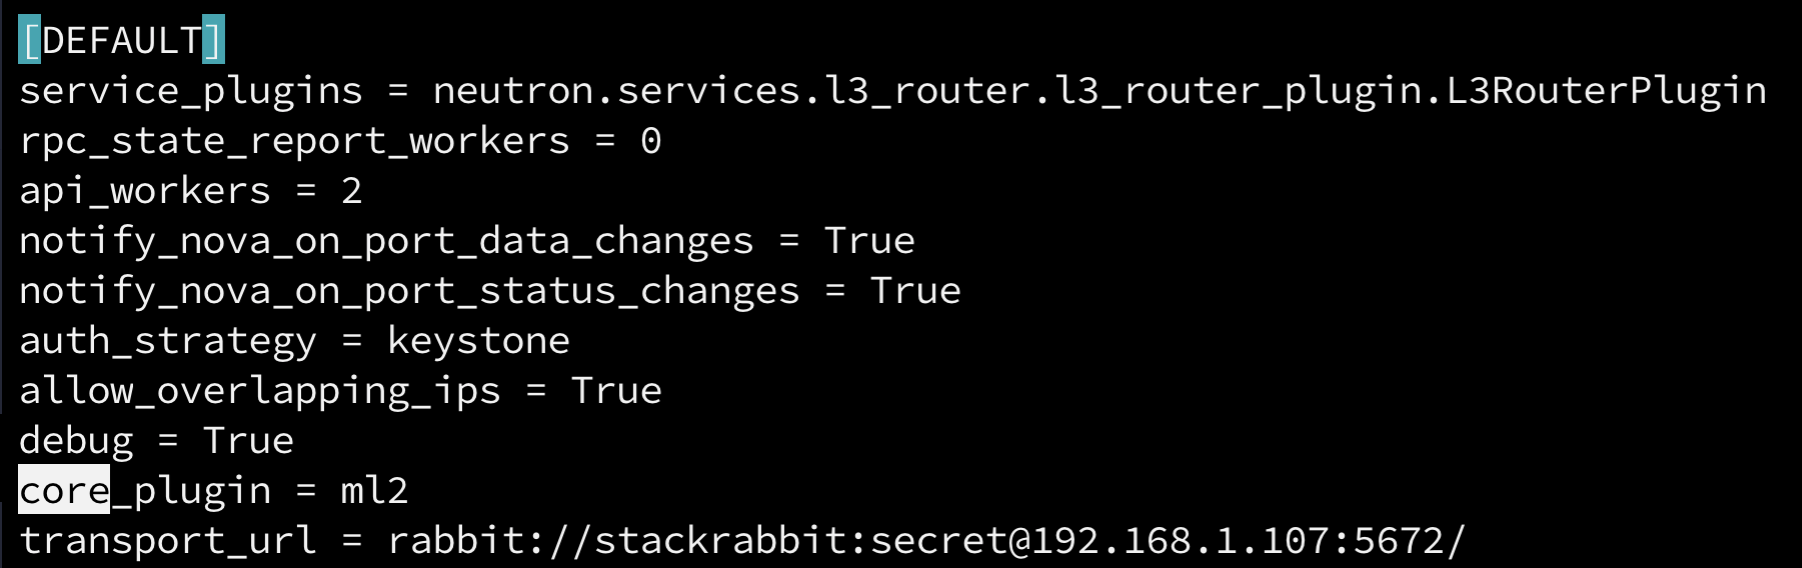 [DEFAULT]
service_plugins = neutron.services.l3_router.l3_router_plugin.L3RouterPlugin
rpc_state_report_workers = 0
api_workers = 2
notify_nova_on_port_data_changes = True
notify_nova_on_port_status_changes = True
auth_strategy = keystone
allow_overlapping_ips = True
debug = True
core_plugin = ml2
transport_url = rabbit://stackrabbit:secret@192.168.1.107:5672/